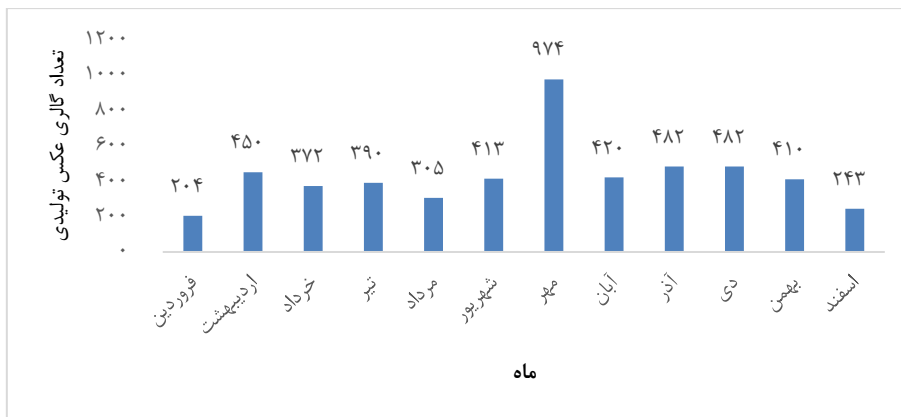 تعداد گالری عکس تولیدی
۱۲۰۰
۱۰۰۰
۸۰۰
۶۰۰
۴۰۰
۲۰۰
۰
۲۰۴
۴۵۰
۳۷۲
۳۹۰
۳۰۵
۴۱۳
۹۷۴
۴۲۰
۴۸۲
۴۸۲
۴۱۰
۲۴۳
فروردین
اردیبهشت
خرداد
تیر
مرداد
شهریور
مهر
آبان
آذر
دی
بهمن
اسفند
ماه